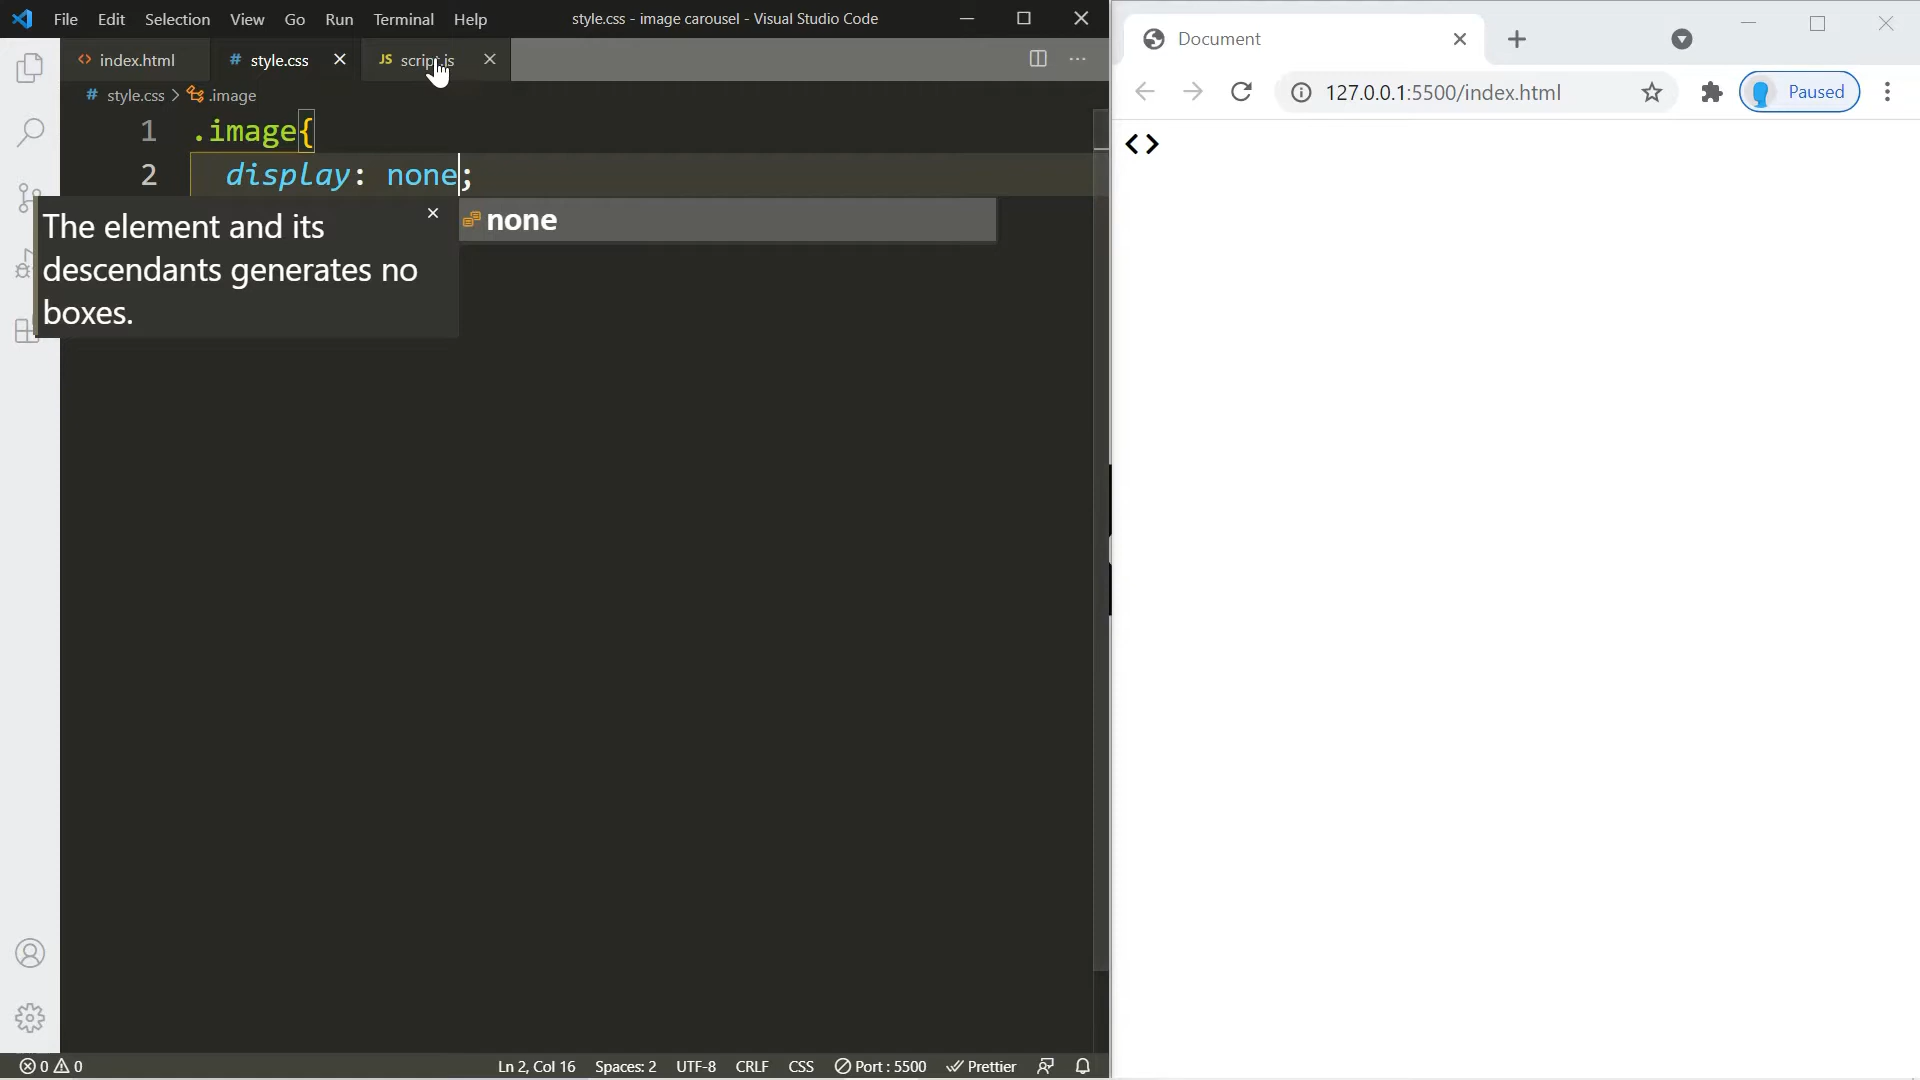 File Edit Selection View Go Run Terminal Help style.css - image carousel - Visual Studio Code
index.html # style.css JS script.js
# style.css > .image
1 .image{
2 display: none;
none
The element and its
descendants generates no
boxes.
0 0 Ln 2, Col 16 Spaces: 2 UTF-8 CRLF CSS Port : 5500 Prettier
Document
127.0.0.1:5500/index.html Paused
< >